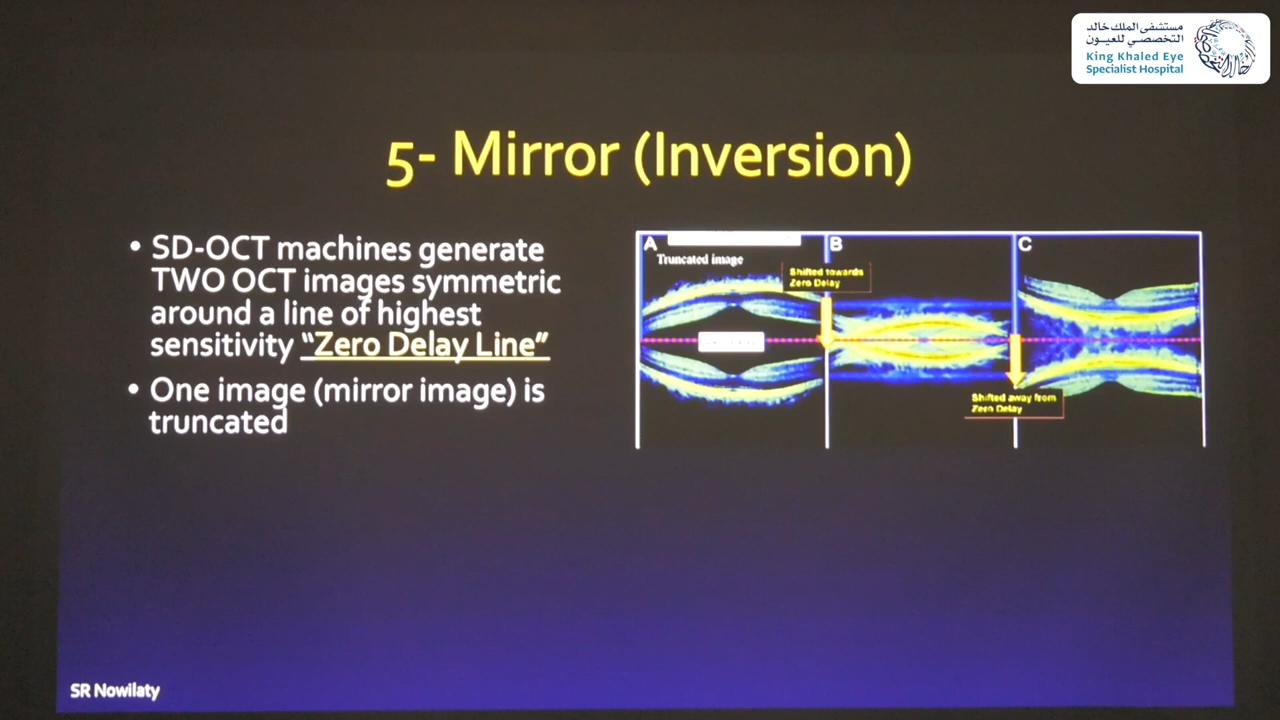 مستشفى الملك خالد
التخصصي للعيون
King Khaled Eye
Specialist Hospital
5- Mirror (Inversion)
• SD-OCT machines generate
TWO OCT images symmetric
around a line of highest
sensitivity “Zero Delay Line”
• One image (mirror image) is
truncated
A
Truncated image
B
Shifted towards
Zero Delay
C
Shifted away from
Zero Delay
SR Nowilaty